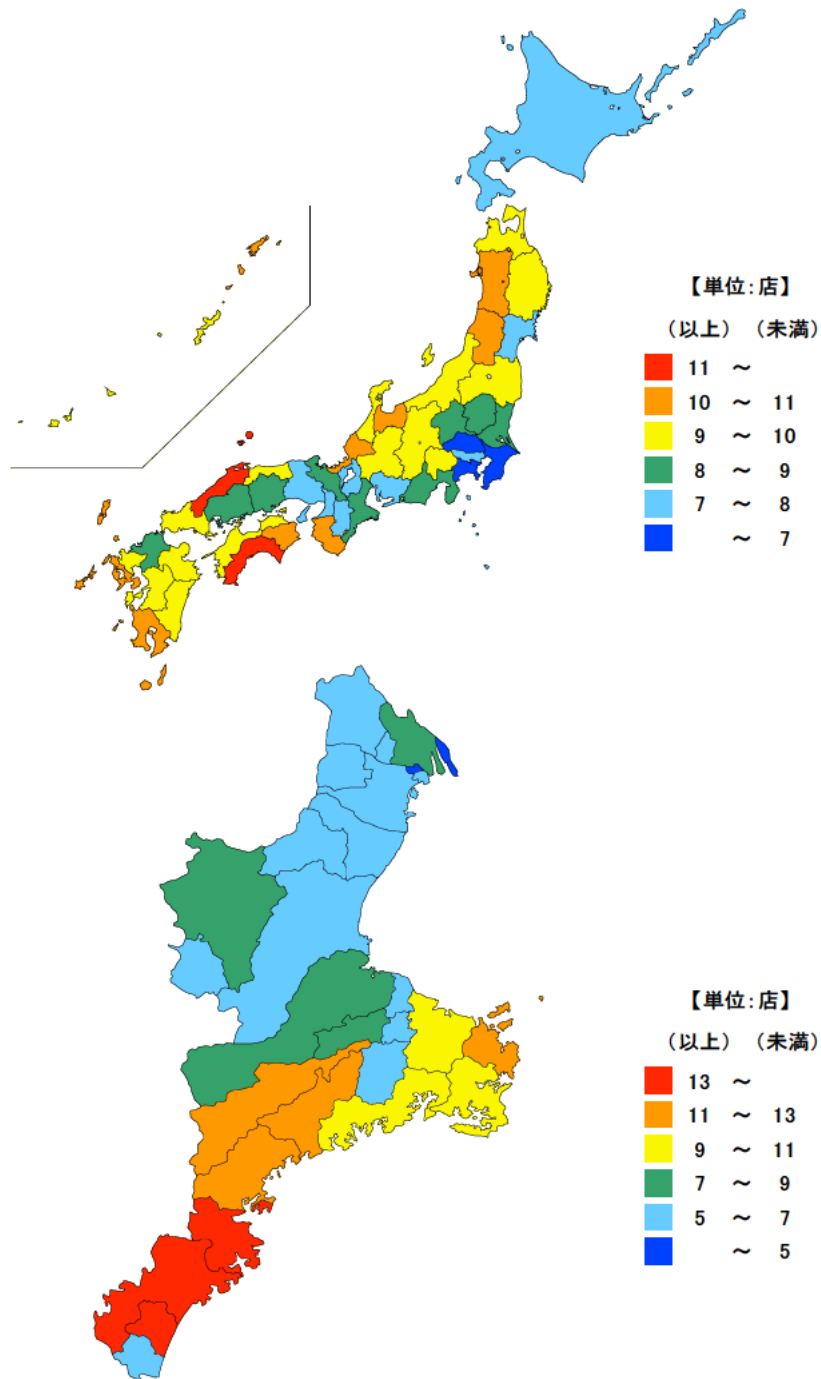 【単位:店】
（以上） （未満）
11 ～
10 ～ 11
9 ～ 10
8 ～ 9
7 ～ 8
～ 7
【単位:店】
（以上） （未満）
13 ～
11 ～ 13
9 ～ 11
7 ～ 9
5 ～ 7
～ 5